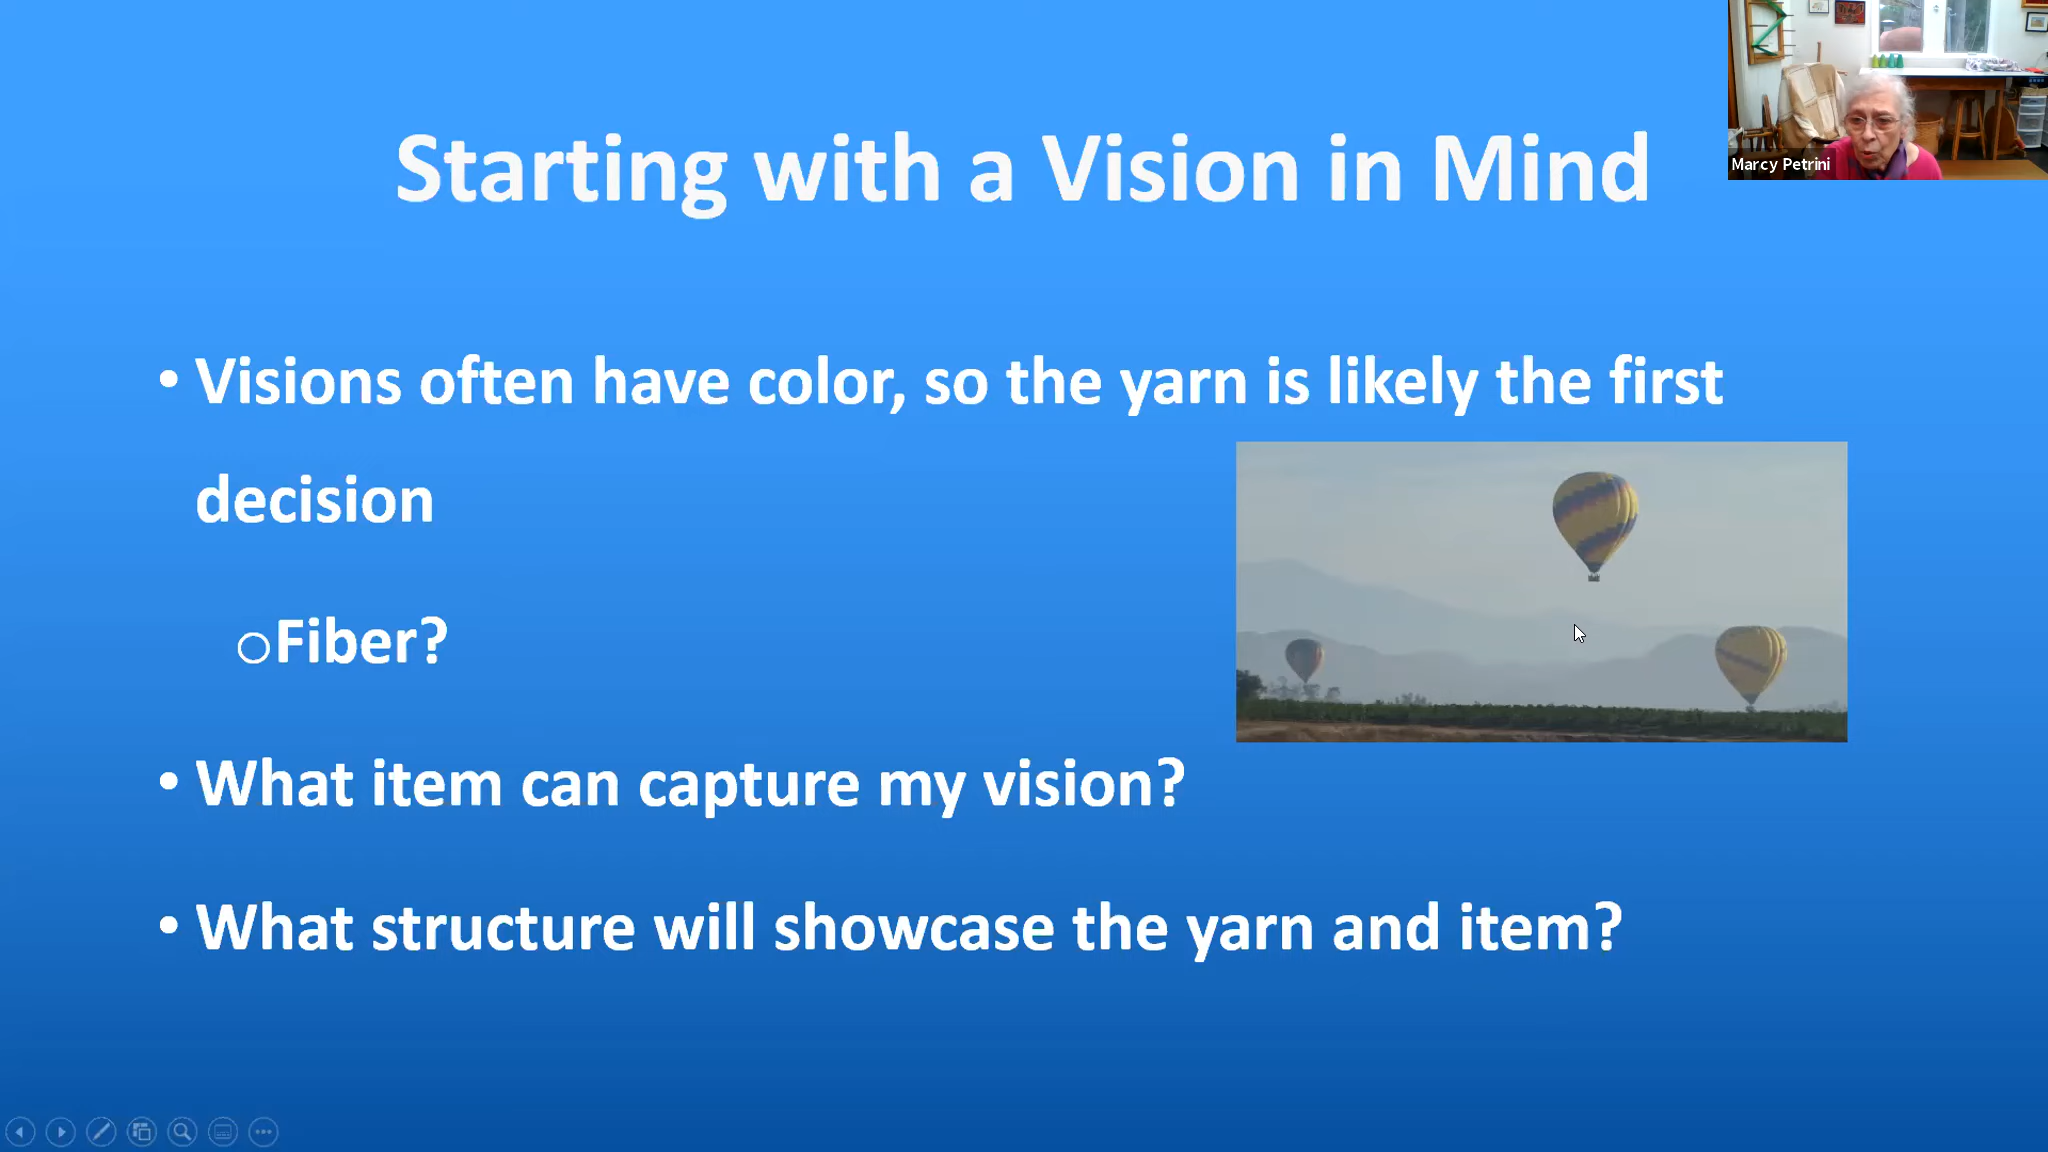 Starting with a Vision in Mind
Marcy Petrini
• Visions often have color, so the yarn is likely the first
decision
oFiber?
• What item can capture my vision?
• What structure will showcase the yarn and item?